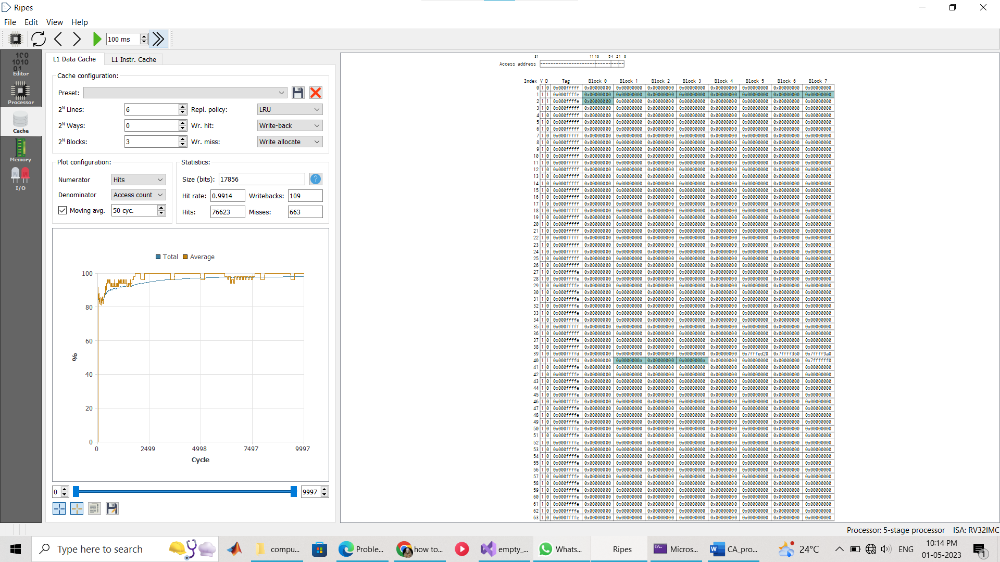 Ripes
File Edit View Help
100 ms
100
1010
01
Editor
Processor
Cache
Memory
I/O
L1 Data Cache
L1 Instr. Cache
Cache configuration:
Preset:
2ᴺ Lines: 6 Repl. policy: LRU
2ᴺ Ways: 0 Wr. hit: Write-back
2ᴺ Blocks: 3 Wr. miss: Write allocate
Plot configuration:
Numerator Hits
Denominator Access count
Moving avg. 50 cyc.
Statistics:
Size (bits): 17856
Hit rate: 0.9914 Writebacks: 109
Hits: 76623 Misses: 663
Total Average
100
80
60
40
20
0
%
0 2499 4998 7497 9997
Cycle
0 9997
31 11 10 5 4 2 1 0
Access address
Index V D Tag Block 0 Block 1 Block 2 Block 3 Block 4 Block 5 Block 6 Block 7
0 1 0 0x000fffff 0x00000000 0x00000000 0x00000000 0x00000000 0x00000000 0x00000000 0x00000000 0x00000000
1 1 1 0x000ffffe 0x00000000 0x00000000 0x00000000 0x00000000 0x00000000 0x00000000 0x00000000 0x00000000
2 1 1 0x000ffffe 0x00000000 0x00000000 0x00000000 0x00000000 0x00000000 0x00000000 0x00000000 0x00000000
3 1 0 0x000fffff 0x00000000 0x00000000 0x00000000 0x00000000 0x00000000 0x00000000 0x00000000 0x00000000
4 1 0 0x000fffff 0x00000000 0x00000000 0x00000000 0x00000000 0x00000000 0x00000000 0x00000000 0x00000000
5 1 0 0x000fffff 0x00000000 0x00000000 0x00000000 0x00000000 0x00000000 0x00000000 0x00000000 0x00000000
6 1 0 0x000fffff 0x00000000 0x00000000 0x00000000 0x00000000 0x00000000 0x00000000 0x00000000 0x00000000
7 1 0 0x000fffff 0x00000000 0x00000000 0x00000000 0x00000000 0x00000000 0x00000000 0x00000000 0x00000000
8 1 0 0x000fffff 0x00000000 0x00000000 0x00000000 0x00000000 0x00000000 0x00000000 0x00000000 0x00000000
9 1 0 0x000fffff 0x00000000 0x00000000 0x00000000 0x00000000 0x00000000 0x00000000 0x00000000 0x00000000
10 1 0 0x000fffff 0x00000000 0x00000000 0x00000000 0x00000000 0x00000000 0x00000000 0x00000000 0x00000000
11 1 0 0x000fffff 0x00000000 0x00000000 0x00000000 0x00000000 0x00000000 0x00000000 0x00000000 0x00000000
12 1 0 0x000fffff 0x00000000 0x00000000 0x00000000 0x00000000 0x00000000 0x00000000 0x00000000 0x00000000
13 1 0 0x000fffff 0x00000000 0x00000000 0x00000000 0x00000000 0x00000000 0x00000000 0x00000000 0x00000000
14 1 0 0x000fffff 0x00000000 0x00000000 0x00000000 0x00000000 0x00000000 0x00000000 0x00000000 0x00000000
15 1 0 0x000fffff 0x00000000 0x00000000 0x00000000 0x00000000 0x00000000 0x00000000 0x00000000 0x00000000
16 1 0 0x000fffff 0x00000000 0x00000000 0x00000000 0x00000000 0x00000000 0x00000000 0x00000000 0x00000000
17 1 0 0x000fffff 0x00000000 0x00000000 0x00000000 0x00000000 0x00000000 0x00000000 0x00000000 0x00000000
18 1 0 0x000fffff 0x00000000 0x00000000 0x00000000 0x00000000 0x00000000 0x00000000 0x00000000 0x00000000
19 1 0 0x000fffff 0x00000000 0x00000000 0x00000000 0x00000000 0x00000000 0x00000000 0x00000000 0x00000000
20 1 0 0x000fffff 0x00000000 0x00000000 0x00000000 0x00000000 0x00000000 0x00000000 0x00000000 0x00000000
21 1 0 0x000fffff 0x00000000 0x00000000 0x00000000 0x00000000 0x00000000 0x00000000 0x00000000 0x00000000
22 1 0 0x000fffff 0x00000000 0x00000000 0x00000000 0x00000000 0x00000000 0x00000000 0x00000000 0x00000000
23 1 0 0x000fffff 0x00000000 0x00000000 0x00000000 0x00000000 0x00000000 0x00000000 0x00000000 0x00000000
24 1 0 0x000fffff 0x00000000 0x00000000 0x00000000 0x00000000 0x00000000 0x00000000 0x00000000 0x00000000
25 1 0 0x000fffff 0x00000000 0x00000000 0x00000000 0x00000000 0x00000000 0x00000000 0x00000000 0x00000000
26 1 0 0x000fffff 0x00000000 0x00000000 0x00000000 0x00000000 0x00000000 0x00000000 0x00000000 0x00000000
27 1 0 0x000ffffe 0x00000000 0x00000000 0x00000000 0x00000000 0x00000000 0x00000000 0x00000000 0x00000000
28 1 0 0x000ffffe 0x00000000 0x00000000 0x00000000 0x00000000 0x00000000 0x00000000 0x00000000 0x00000000
29 1 0 0x000ffffe 0x00000000 0x00000000 0x00000000 0x00000000 0x00000000 0x00000000 0x00000000 0x00000000
30 1 0 0x000ffffe 0x00000000 0x00000000 0x00000000 0x00000000 0x00000000 0x00000000 0x00000000 0x00000000
31 1 0 0x000ffffe 0x00000000 0x00000000 0x00000000 0x00000000 0x00000000 0x00000000 0x00000000 0x00000000
32 1 0 0x000ffffe 0x00000000 0x00000000 0x00000000 0x00000000 0x00000000 0x00000000 0x00000000 0x00000000
33 1 0 0x000ffffe 0x00000000 0x00000000 0x00000000 0x00000000 0x00000000 0x00000000 0x00000000 0x00000000
34 1 0 0x000ffffe 0x00000000 0x00000000 0x00000000 0x00000000 0x00000000 0x00000000 0x00000000 0x00000000
35 1 0 0x000fffff 0x00000000 0x00000000 0x00000000 0x00000000 0x00000000 0x00000000 0x00000000 0x00000000
36 1 0 0x000fffff 0x00000000 0x00000000 0x00000000 0x00000000 0x00000000 0x00000000 0x00000000 0x00000000
37 1 0 0x000ffffe 0x00000000 0x00000000 0x00000000 0x00000000 0x00000000 0x00000000 0x00000000 0x00000000
38 1 0 0x000fffff 0x00000000 0x00000000 0x00000000 0x00000000 0x00000000 0x00000000 0x00000000 0x00000000
39 1 0 0x000ffffd 0x00000000 0x00000000 0x00000000 0x00000000 0x00000000 0x7fffed20 0x7ffff360 0x7ffff9a0
40 1 1 0x000ffffd 0x00000000 0x0000000a 0x00000000 0x0000000a 0x00000000 0x00000000 0x00000000 0x7ffffff0
41 1 0 0x000ffffe 0x00000000 0x00000000 0x00000000 0x00000000 0x00000000 0x00000000 0x00000000 0x00000000
42 1 0 0x000ffffe 0x00000000 0x00000000 0x00000000 0x00000000 0x00000000 0x00000000 0x00000000 0x00000000
43 1 0 0x000ffffe 0x00000000 0x00000000 0x00000000 0x00000000 0x00000000 0x00000000 0x00000000 0x00000000
44 1 0 0x000ffffe 0x00000000 0x00000000 0x00000000 0x00000000 0x00000000 0x00000000 0x00000000 0x00000000
45 1 0 0x000ffffe 0x00000000 0x00000000 0x00000000 0x00000000 0x00000000 0x00000000 0x00000000 0x00000000
46 1 0 0x000ffffe 0x00000000 0x00000000 0x00000000 0x00000000 0x00000000 0x00000000 0x00000000 0x00000000
47 1 0 0x000ffffe 0x00000000 0x00000000 0x00000000 0x00000000 0x00000000 0x00000000 0x00000000 0x00000000
48 1 0 0x000ffffe 0x00000000 0x00000000 0x00000000 0x00000000 0x00000000 0x00000000 0x00000000 0x00000000
49 1 0 0x000ffffe 0x00000000 0x00000000 0x00000000 0x00000000 0x00000000 0x00000000 0x00000000 0x00000000
50 1 0 0x000ffffe 0x00000000 0x00000000 0x00000000 0x00000000 0x00000000 0x00000000 0x00000000 0x00000000
51 1 0 0x000ffffe 0x00000000 0x00000000 0x00000000 0x00000000 0x00000000 0x00000000 0x00000000 0x00000000
52 1 0 0x000ffffe 0x00000000 0x00000000 0x00000000 0x00000000 0x00000000 0x00000000 0x00000000 0x00000000
53 1 0 0x000ffffe 0x00000000 0x00000000 0x00000000 0x00000000 0x00000000 0x00000000 0x00000000 0x00000000
54 1 0 0x000ffffe 0x00000000 0x00000000 0x00000000 0x00000000 0x00000000 0x00000000 0x00000000 0x00000000
55 1 0 0x000ffffe 0x00000000 0x00000000 0x00000000 0x00000000 0x00000000 0x00000000 0x00000000 0x00000000
56 1 0 0x000ffffe 0x00000000 0x00000000 0x00000000 0x00000000 0x00000000 0x00000000 0x00000000 0x00000000
57 1 0 0x000ffffe 0x00000000 0x00000000 0x00000000 0x00000000 0x00000000 0x00000000 0x00000000 0x00000000
58 1 0 0x000ffffe 0x00000000 0x00000000 0x00000000 0x00000000 0x00000000 0x00000000 0x00000000 0x00000000
59 1 0 0x000ffffe 0x00000000 0x00000000 0x00000000 0x00000000 0x00000000 0x00000000 0x00000000 0x00000000
60 1 0 0x000ffffe 0x00000000 0x00000000 0x00000000 0x00000000 0x00000000 0x00000000 0x00000000 0x00000000
61 1 0 0x000ffffe 0x00000000 0x00000000 0x00000000 0x00000000 0x00000000 0x00000000 0x00000000 0x00000000
62 1 0 0x000ffffe 0x00000000 0x00000000 0x00000000 0x00000000 0x00000000 0x00000000 0x00000000 0x00000000
63 1 0 0x000ffffe 0x00000000 0x00000000 0x00000000 0x00000000 0x00000000 0x00000000 0x00000000 0x00000000
Processor: 5-stage processor ISA: RV32IMC
Type here to search
compu...
Proble...
how to...
empty_...
Whats...
Ripes
Micros...
CA_pro...
24°C
ENG
10:14 PM
01-05-2023
1